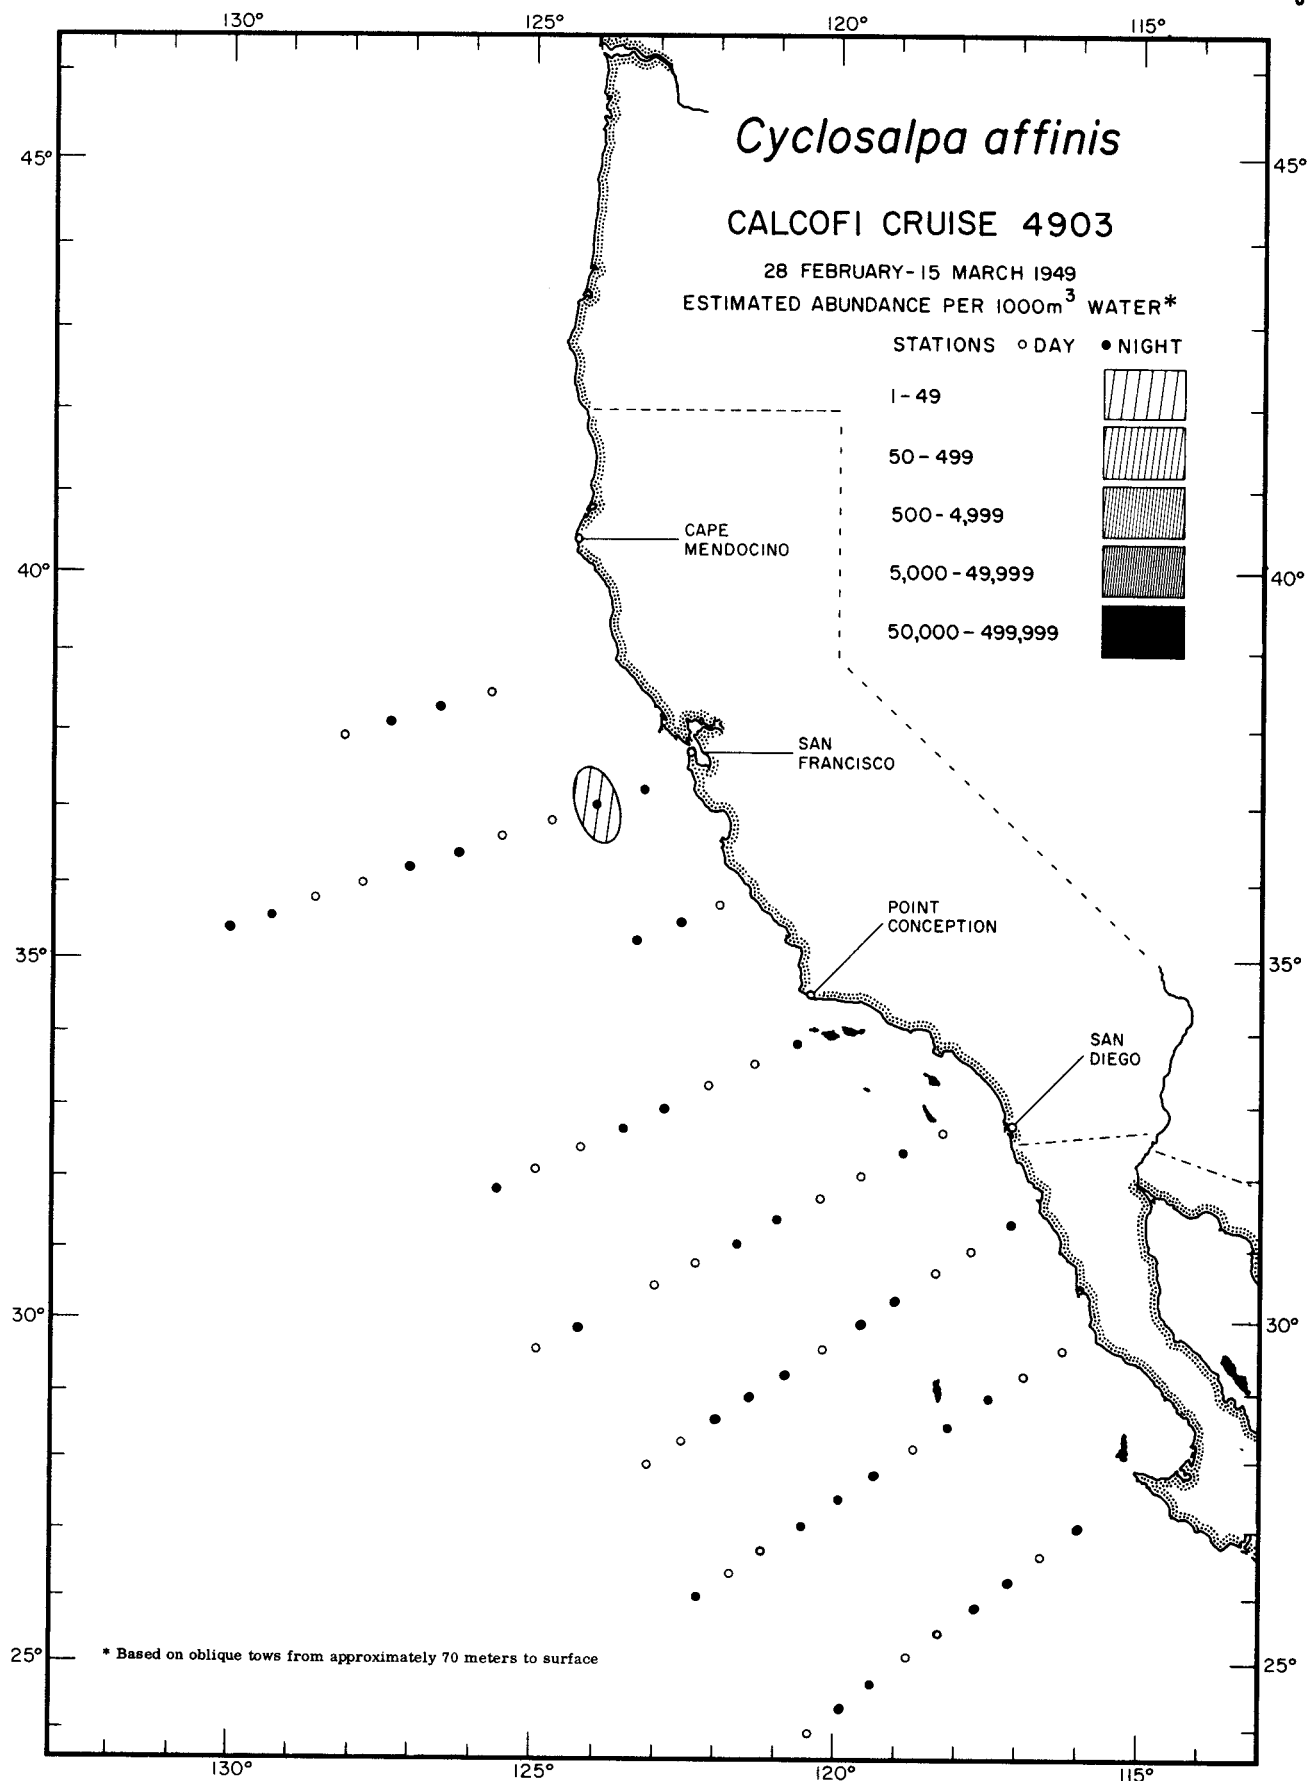 130° 125° 120° 115°
Cyclosalpa affinis
CALCOFI CRUISE 4903
28 FEBRUARY-15 MARCH 1949
ESTIMATED ABUNDANCE PER 1000m³ WATER*
STATIONS ○ DAY ● NIGHT
1-49
50-499
500-4,999
5,000-49,999
50,000-499,999
45° 45°
CAPE
MENDOCINO
40° 40°
SAN
FRANCISCO
POINT
CONCEPTION
35° 35°
SAN
DIEGO
30° 30°
* Based on oblique tows from approximately 70 meters to surface
25° 25°
130° 125° 120° 115°